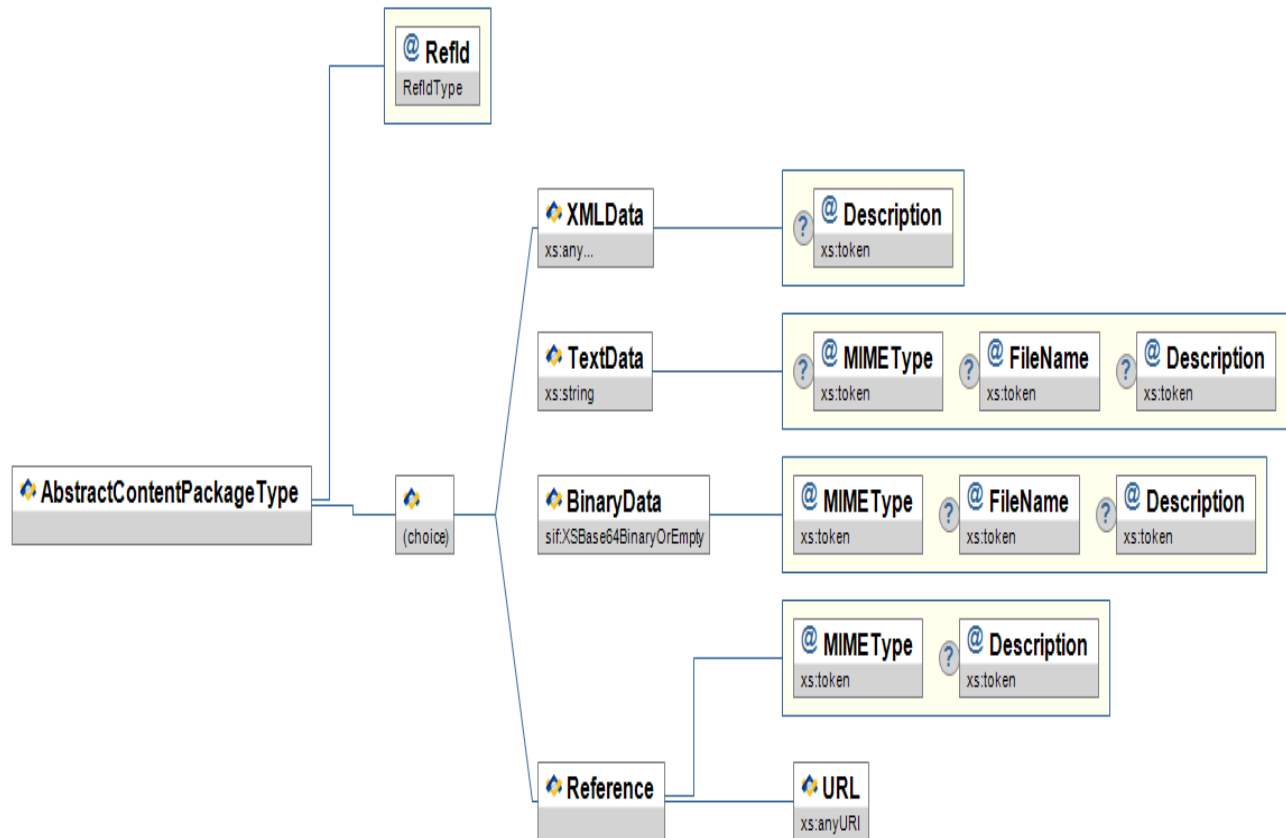 @ RefId
RefIdType
XMLData
xs:any...
? @ Description
xs:token
TextData
xs:string
? @ MIMEType ? @ FileName ? @ Description
xs:token xs:token xs:token
AbstractContentPackageType
(choice)
BinaryData
sif:XSBase64BinaryOrEmpty
@ MIMEType ? @ FileName ? @ Description
xs:token xs:token xs:token
@ MIMEType ? @ Description
xs:token xs:token
Reference
URL
xs:anyURI